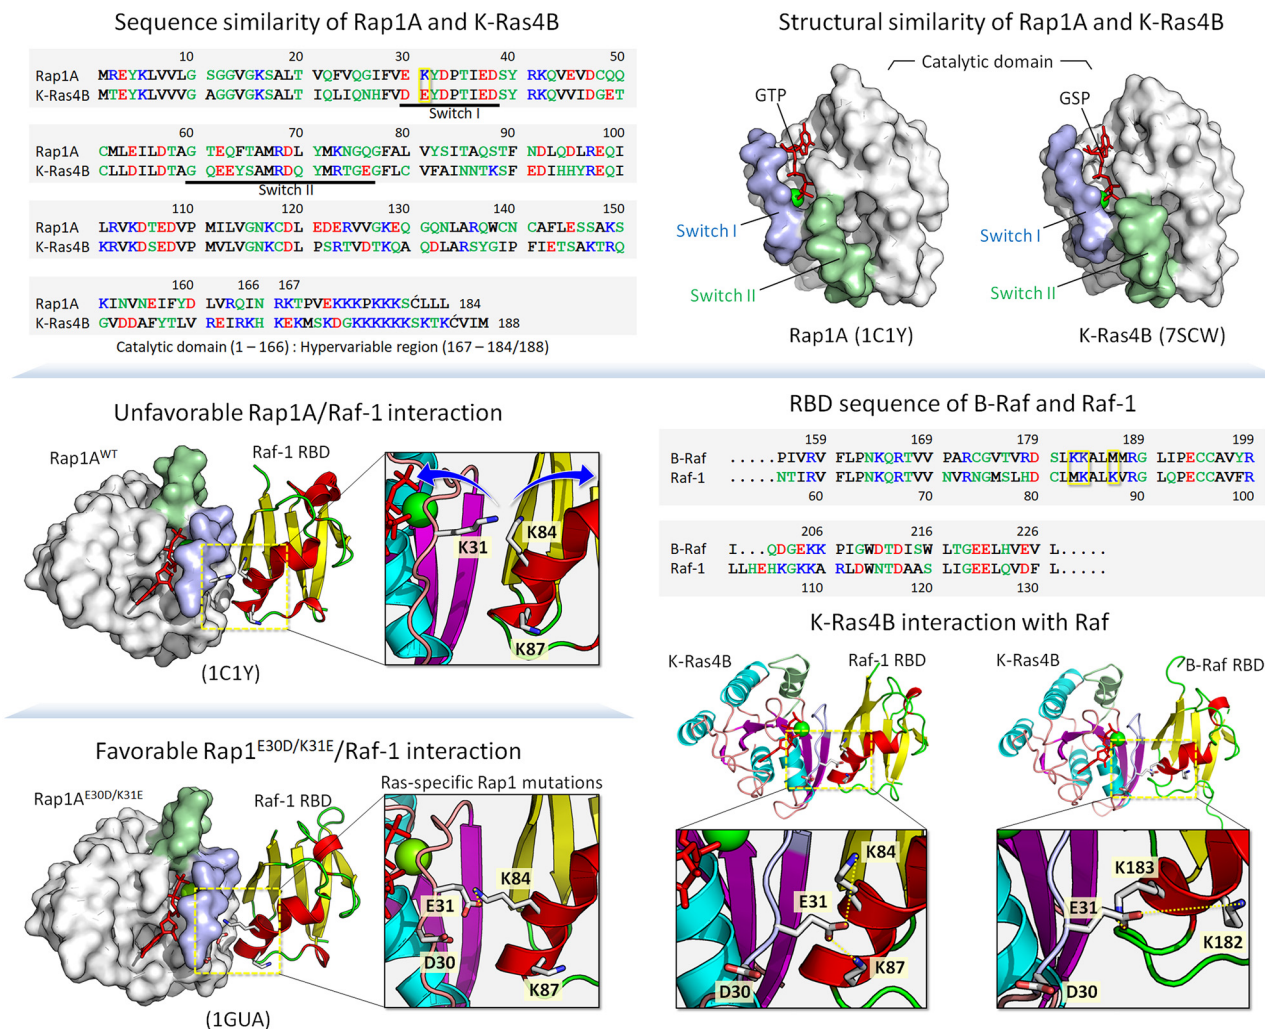 Sequence similarity of Rap1A and K-Ras4B
10 20 30 40 50
Rap1A MREYKLVVLG SGGVGKSALT VQFVQGIFVE KYDPTIEDSY RKQVEVDCQQ
K-Ras4B MTEYKLVVVG AGGVGKSALT IQLIQNHFVD EYDPTIEDSY RKQVVIDGET
Switch I
60 70 80 90 100
Rap1A CMLEILDTAG TEQFTAMRDL YMKNGQGFAL VYSITAQSTF NDLQDLREQI
K-Ras4B CLLDILDTAG QEEYSAMRDQ YMRTGEGFLC VFAINNTKSF EDIHHYREQI
Switch II
110 120 130 140 150
Rap1A LRVKDTEDVP MILVGNKCDL EDERVVGKEQ GQNLARQWCN CAFLESSAKS
K-Ras4B KRVKDSEDVP MVLVGNKCDL PSRTVDTKQA QDLARSYGIP FIETSAKTRQ
160 166 167
Rap1A KINVNEIFYD LVRQIN RKTPVEKKKPKKKSĆLLL 184
K-Ras4B GVDDAFYTLV REIRKH KEKMSKDGKKKKKKSKTKĆVIM 188
Catalytic domain (1 – 166) : Hypervariable region (167 – 184/188)
Structural similarity of Rap1A and K-Ras4B
Catalytic domain
GTP
GSP
Switch I
Switch I
Switch II
Switch II
Rap1A (1C1Y)
K-Ras4B (7SCW)
Unfavorable Rap1A/Raf-1 interaction
Rap1AWT
Raf-1 RBD
K84
K31
K87
(1C1Y)
Favorable Rap1E30D/K31E/Raf-1 interaction
Rap1AE30D/K31E
Raf-1 RBD
Ras-specific Rap1 mutations
K84
E31
D30
K87
(1GUA)
RBD sequence of B-Raf and Raf-1
159 169 179 189 199
B-Raf .....PIVRV FLPNKQRTVV PARCGVTVRD SLKKALMMRG LIPECCAVYR
Raf-1 .....NTIRV FLPNKQRTVV NVRNGMSLHD CLMKALKVRG LQPECCAVFR
60 70 80 90 100
206 216 226
B-Raf I...QDGEKK PIGWDTDISW LTGEELHVEV L.....
Raf-1 LLHEHKGKKA RLDWNTDAAS LIGEELQVDF L.....
110 120 130
K-Ras4B interaction with Raf
K-Ras4B
Raf-1 RBD
K-Ras4B
B-Raf RBD
K84
E31
K87
D30
K183
E31
K182
D30